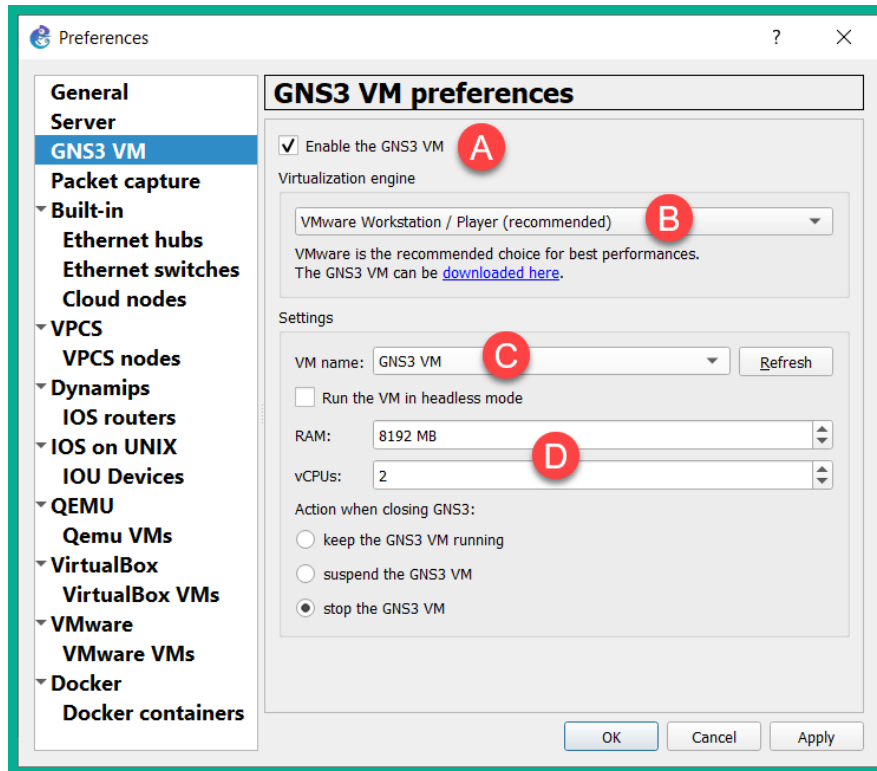 Preferences
?
General
Server
GNS3 VM
Packet capture
Built-in
Ethernet hubs
Ethernet switches
Cloud nodes
VPCS
VPCS nodes
Dynamips
IOS routers
IOS on UNIX
IOU Devices
QEMU
Qemu VMs
VirtualBox
VirtualBox VMs
VMware
VMware VMs
Docker
Docker containers
GNS3 VM preferences
Enable the GNS3 VM A
Virtualization engine
VMware Workstation / Player (recommended) B
VMware is the recommended choice for best performances.
The GNS3 VM can be downloaded here.
Settings
VM name: GNS3 VM C Refresh
Run the VM in headless mode
RAM: 8192 MB
D
vCPUs: 2
Action when closing GNS3:
keep the GNS3 VM running
suspend the GNS3 VM
stop the GNS3 VM
OK Cancel Apply